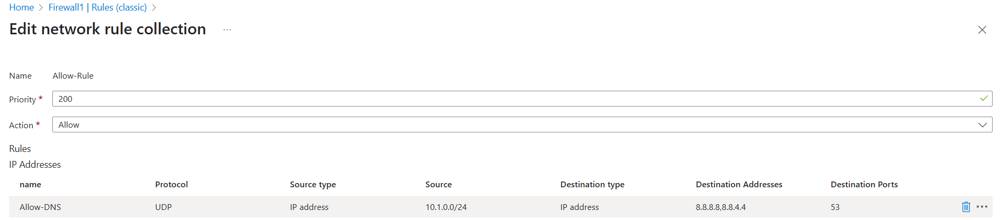 Home > Firewall1 | Rules (classic) >
Edit network rule collection ...
Name Allow-Rule
Priority * 200
Action * Allow
Rules
IP Addresses
name Protocol Source type Source Destination type Destination Addresses Destination Ports
Allow-DNS UDP IP address 10.1.0.0/24 IP address 8.8.8.8,8.8.4.4 53